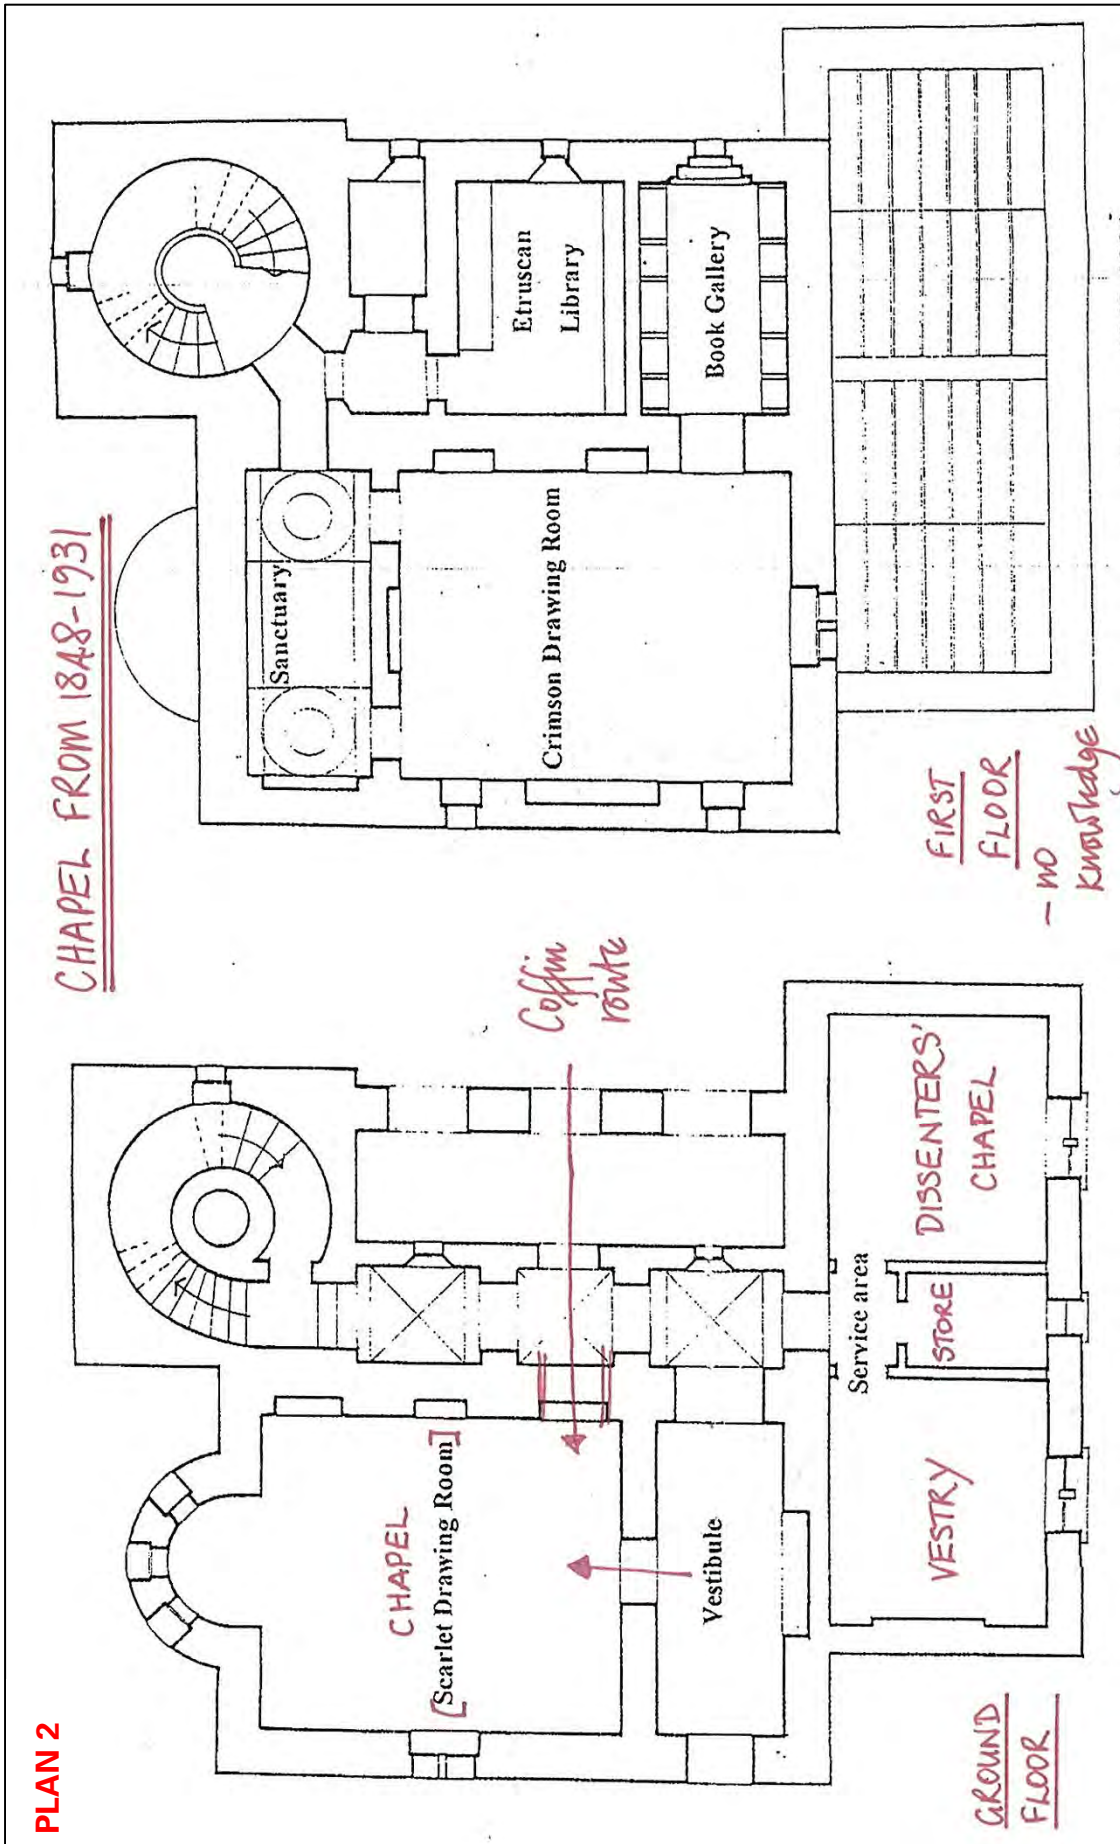 PLAN 2
CHAPEL FROM 1848-1931
CHAPEL
[Scarlet Drawing Room]
Vestibule
Coffin
route
Service area
VESTRY
STORE
DISSENTERS'
CHAPEL
GROUND
FLOOR
Sanctuary
Crimson Drawing Room
Etruscan
Library
Book Gallery
FIRST
FLOOR
- NO
KNOWHEDGE